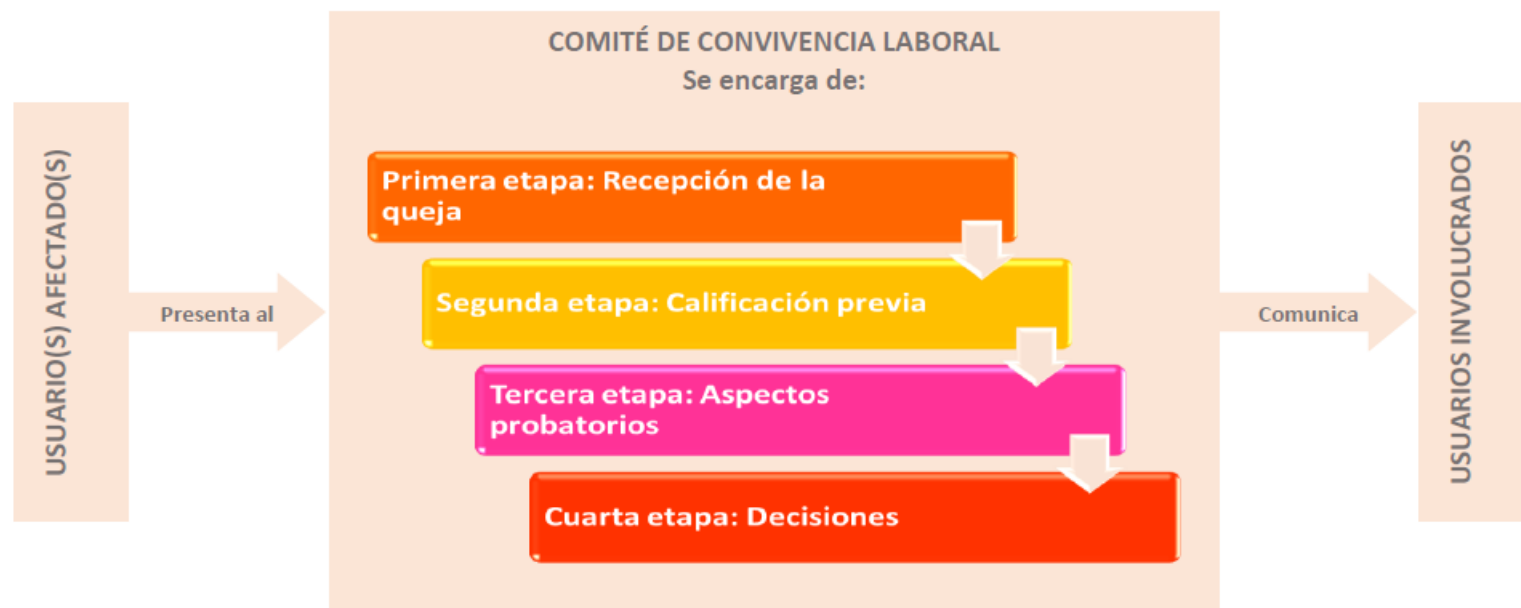 USUARIO(S) AFECTADO(S)
Presenta al
COMITÉ DE CONVIVENCIA LABORAL
Se encarga de:
Primera etapa: Recepción de la
queja
Segunda etapa: Calificación previa
Tercera etapa: Aspectos
probatorios
Cuarta etapa: Decisiones
Comunica
USUARIOS INVOLUCRADOS